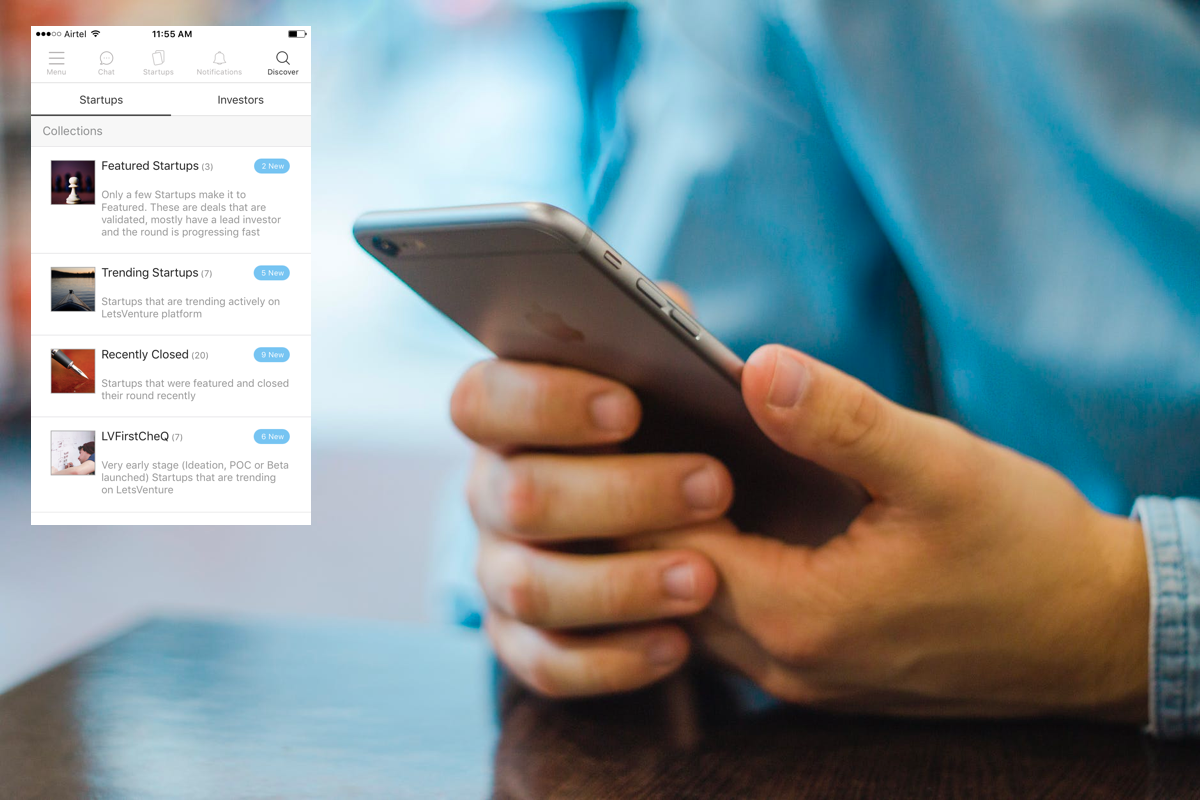 Airtel 11:55 AM
Menu Chat Startups Notifications Discover
Startups Investors
Collections
Featured Startups (3) 2 New
Only a few Startups make it to
Featured. These are deals that are
validated, mostly have a lead investor
and the round is progressing fast
Trending Startups (7) 5 New
Startups that are trending actively on
LetsVenture platform
Recently Closed (20) 9 New
Startups that were featured and closed
their round recently
LVFirstCheQ (7) 6 New
Very early stage (Ideation, POC or Beta
launched) Startups that are trending
on LetsVenture